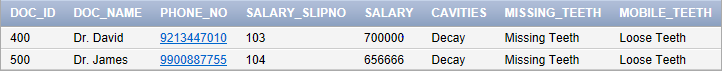 DOC_ID DOC_NAME PHONE_NO SALARY_SLIPNO SALARY CAVITIES MISSING_TEETH MOBILE_TEETH
400 Dr. David 9213447010 103 700000 Decay Missing Teeth Loose Teeth
500 Dr. James 9900887755 104 656666 Decay Missing Teeth Loose Teeth